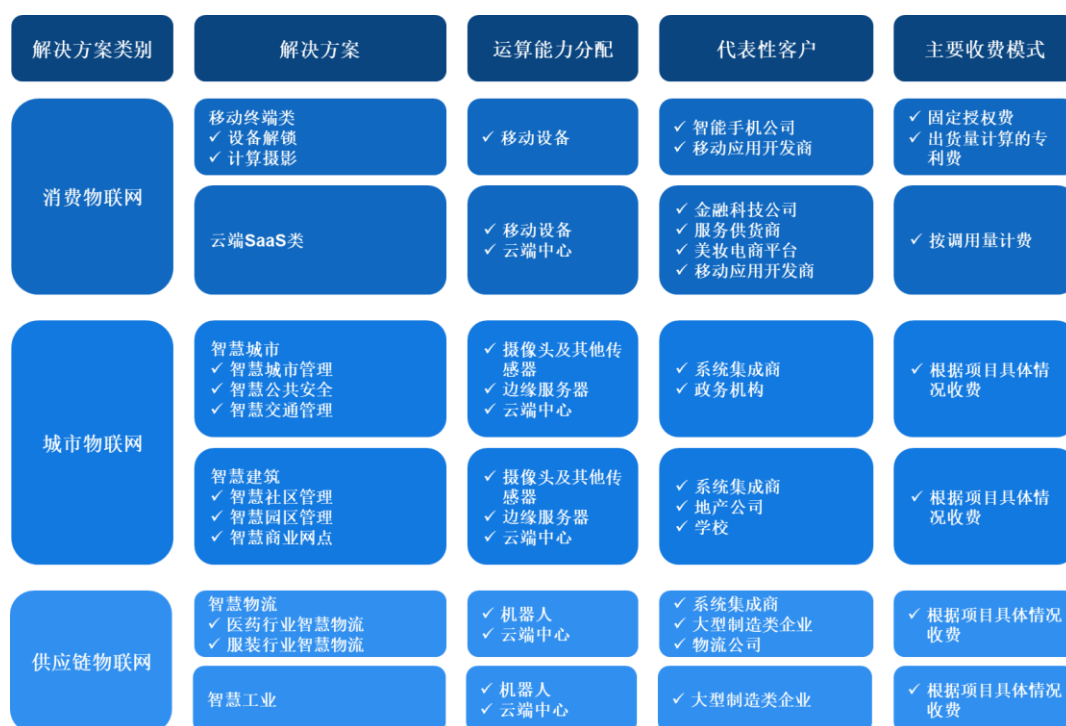 解决方案类别
解决方案
运算能力分配
代表性客户
主要收费模式
消费物联网
移动终端类
✓ 设备解锁
✓ 计算摄影
✓ 移动设备
✓ 智能手机公司
✓ 移动应用开发商
✓ 固定授权费
✓ 出货量计算的专
利费
云端SaaS类
✓ 移动设备
✓ 云端中心
✓ 金融科技公司
✓ 服务供货商
✓ 美妆电商平台
✓ 移动应用开发商
✓ 按调用量计费
城市物联网
智慧城市
✓ 智慧城市管理
✓ 智慧公共安全
✓ 智慧交通管理
✓ 摄像头及其他传
感器
✓ 边缘服务器
✓ 云端中心
✓ 系统集成商
✓ 政务机构
✓ 根据项目具体情
况收费
智慧建筑
✓ 智慧社区管理
✓ 智慧园区管理
✓ 智慧商业网点
✓ 摄像头及其他传
感器
✓ 边缘服务器
✓ 云端中心
✓ 系统集成商
✓ 地产公司
✓ 学校
✓ 根据项目具体情
况收费
供应链物联网
智慧物流
✓ 医药行业智慧物流
✓ 服装行业智慧物流
✓ 机器人
✓ 云端中心
✓ 系统集成商
✓ 大型制造类企业
✓ 物流公司
✓ 根据项目具体情况
收费
智慧工业
✓ 机器人
✓ 云端中心
✓ 大型制造类企业
✓ 根据项目具体情况
收费